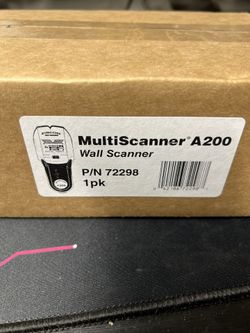 MultiScanner® A200
Wall Scanner
P/N 72298
1pk